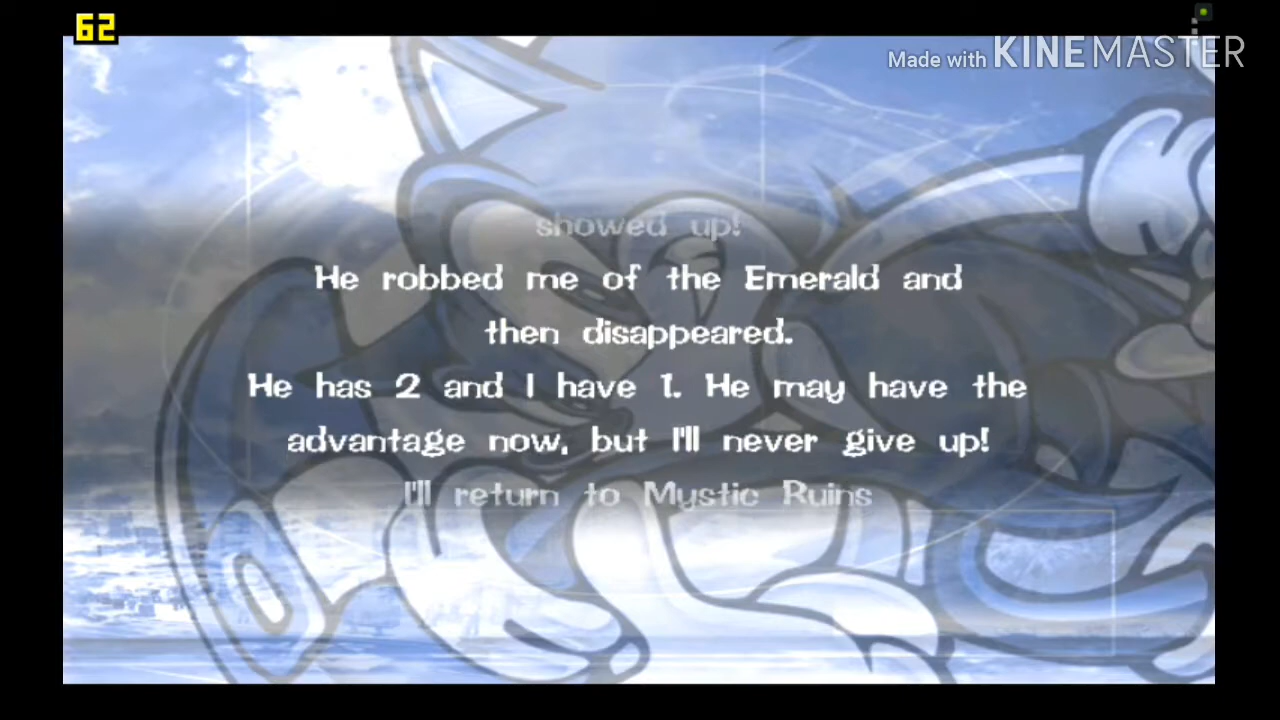 62
Made with KINEMASTER
showed up!
He robbed me of the Emerald and
then disappeared.
He has 2 and I have 1. He may have the
advantage now, but I'll never give up!
I'll return to Mystic Ruins